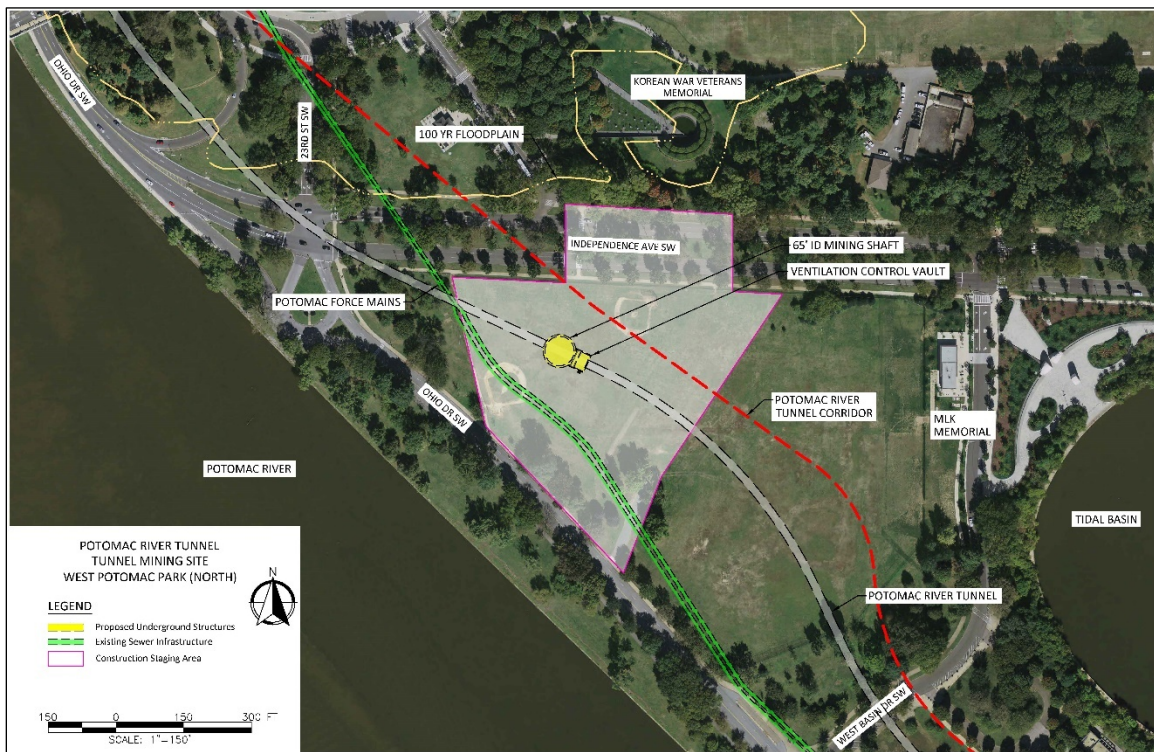 OHIO DR SW
23RD ST SW
100 YR FLOODPLAIN
KOREAN WAR VETERANS
MEMORIAL
INDEPENDENCE AVE SW
65' ID MINING SHAFT
VENTILATION CONTROL VAULT
POTOMAC FORCE MAINS
OHIO DR SW
POTOMAC RIVER
TUNNEL CORRIDOR
MLK
MEMORIAL
POTOMAC RIVER
TIDAL BASIN
POTOMAC RIVER TUNNEL
WEST BASIN DR SW
POTOMAC RIVER TUNNEL
TUNNEL MINING SITE
WEST POTOMAC PARK (NORTH)
N
LEGEND
Proposed Underground Structures
Existing Sewer Infrastructure
Construction Staging Area
150 0 150 300 FT
SCALE: 1"-150'